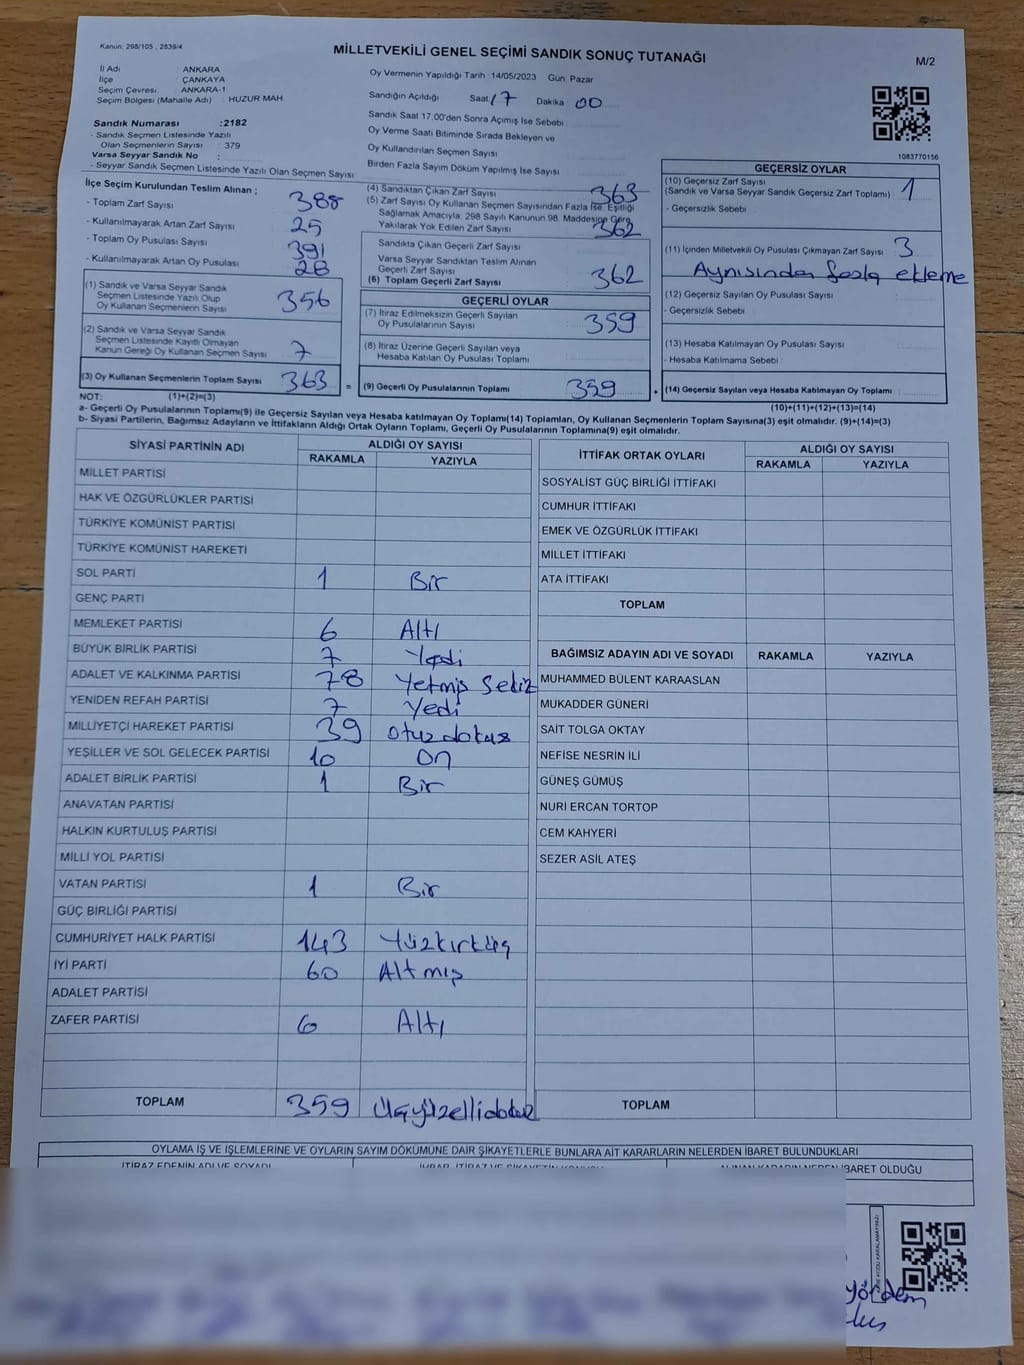 Kanun: 298/105 , 2839/4
MİLLETVEKİLİ GENEL SEÇİMİ SANDIK SONUÇ TUTANAĞI
M/2
İl Adı : ANKARA
İlçe : ÇANKAYA
Seçim Çevresi : ANKARA-1
Seçim Bölgesi (Mahalle Adı) : HUZUR MAH.
Sandık Numarası :2182
- Sandık Seçmen Listesinde Yazılı
Olan Seçmenlerin Sayısı : 379
Varsa Seyyar Sandık No :
- Seyyar Sandık Seçmen Listesinde Yazılı Olan Seçmen Sayısı
Oy Vermenin Yapıldığı Tarih :14/05/2023 Gün: Pazar
Sandığın Açıldığı Saat 17 Dakika 00
Sandık Saat 17:00'den Sonra Açımış İse Sebebi :
Oy Verme Saati Bitiminde Sırada Bekleyen ve
Oy Kullandırılan Seçmen Sayısı :
Birden Fazla Sayım Döküm Yapılmış İse Sayısı :
1083770156
İlçe Seçim Kurulundan Teslim Alınan ;
- Toplam Zarf Sayısı : 388
- Kullanılmayarak Artan Zarf Sayısı : 25
- Toplam Oy Pusulası Sayısı : 391
- Kullanılmayarak Artan Oy Pusulası : 28
(1) Sandık ve Varsa Seyyar Sandık
Seçmen Listesinde Yazılı Olup
Oy Kullanan Seçmenlerin Sayısı : 356
(2) Sandık ve Varsa Seyyar Sandık
Seçmen Listesinde Kayıtlı Olmayan
Kanun Gereği Oy Kullanan Seçmen Sayısı : 7
(3) Oy Kullanan Seçmenlerin Toplam Sayısı : 363
(4) Sandıktan Çıkan Zarf Sayısı 363
(5) Zarf Sayısı Oy Kullanan Seçmen Sayısından Fazla İse, Eşitliği
Sağlamak Amacıyla, 298 Sayılı Kanunun 98. Maddesine Göre
Yakılarak Yok Edilen Zarf Sayısı : 362
Sandıkta Çıkan Geçerli Zarf Sayısı :
Varsa Seyyar Sandıktan Teslim Alınan
Geçerli Zarf Sayısı
(6) Toplam Geçerli Zarf Sayısı : 362
GEÇERLİ OYLAR
(7) İtiraz Edilmeksizin Geçerli Sayılan
Oy Pusulalarının Sayısı : 359
(8) İtiraz Üzerine Geçerli Sayılan veya
Hesaba Katılan Oy Pusulası Toplamı :
= (9) Geçerli Oy Pusulalarının Toplamı : 359 +
GEÇERSİZ OYLAR
(10) Geçersiz Zarf Sayısı
(Sandık ve Varsa Seyyar Sandık Geçersiz Zarf Toplamı) : 1
- Geçersizlik Sebebi :
(11) İçinden Milletvekili Oy Pusulası Çıkmayan Zarf Sayısı : 3
Aynısından fazla ekleme
(12) Geçersiz Sayılan Oy Pusulası Sayısı :
- Geçersizlik Sebebi :
(13) Hesaba Katılmayan Oy Pusulası Sayısı :
- Hesaba Katılmama Sebebi :
(14) Geçersiz Sayılan veya Hesaba Katılmayan Oy Toplamı :
NOT: (1)+(2)=(3) (10)+(11)+(12)+(13)=(14)
a- Geçerli Oy Pusulalarının Toplamı(9) ile Geçersiz Sayılan veya Hesaba katılmayan Oy Toplamı(14) Toplamları, Oy Kullanan Seçmenlerin Toplam Sayısına(3) eşit olmalıdır. (9)+(14)=(3)
b- Siyasi Partilerin, Bağımsız Adayların ve İttifakların Aldığı Ortak Oyların Toplamı, Geçerli Oy Pusulalarının Toplamına(9) eşit olmalıdır.
SİYASİ PARTİNİN ADI ALDIĞI OY SAYISI
RAKAMLA YAZIYLA
MİLLET PARTİSİ
HAK VE ÖZGÜRLÜKLER PARTİSİ
TÜRKİYE KOMÜNİST PARTİSİ
TÜRKİYE KOMÜNİST HAREKETİ
SOL PARTİ 1 Bir
GENÇ PARTİ
MEMLEKET PARTİSİ 6 Altı
BÜYÜK BİRLİK PARTİSİ 7 Yedi
ADALET VE KALKINMA PARTİSİ 78 Yetmiş Sekiz
YENİDEN REFAH PARTİSİ 7 Yedi
MİLLİYETÇİ HAREKET PARTİSİ 39 otuz dokuz
YEŞİLLER VE SOL GELECEK PARTİSİ 10 On
ADALET BİRLİK PARTİSİ 1 Bir
ANAVATAN PARTİSİ
HALKIN KURTULUŞ PARTİSİ
MİLLİ YOL PARTİSİ
VATAN PARTİSİ 1 Bir
GÜÇ BİRLİĞİ PARTİSİ
CUMHURİYET HALK PARTİSİ 143 Yüzkırküç
İYİ PARTİ 60 Altmış
ADALET PARTİSİ
ZAFER PARTİSİ 6 Altı
TOPLAM 359 üçyüzellidokuz
İTTİFAK ORTAK OYLARI ALDIĞI OY SAYISI
RAKAMLA YAZIYLA
SOSYALİST GÜÇ BİRLİĞİ İTTİFAKI
CUMHUR İTTİFAKI
EMEK VE ÖZGÜRLÜK İTTİFAKI
MİLLET İTTİFAKI
ATA İTTİFAKI
TOPLAM
BAĞIMSIZ ADAYIN ADI VE SOYADI RAKAMLA YAZIYLA
MUHAMMED BÜLENT KARAASLAN
MUKADDER GÜNERİ
SAİT TOLGA OKTAY
NEFİSE NESRİN İLİ
GÜNEŞ GÜMÜŞ
NURİ ERCAN TORTOP
CEM KAHYERİ
SEZER ASİL ATEŞ
TOPLAM
OYLAMA İŞ VE İŞLEMLERİNE VE OYLARIN SAYIM DÖKÜMÜNE DAİR ŞİKAYETLERLE BUNLARA AİT KARARLARIN NELERDEN İBARET BULUNDUKLARI
İTİRAZ EDENİN ADI VE SOYADI İHBAR, İTİRAZ VE ŞİKAYETİN KONUSU ALINAN KARARIN NEDEN İBARET OLDUĞU